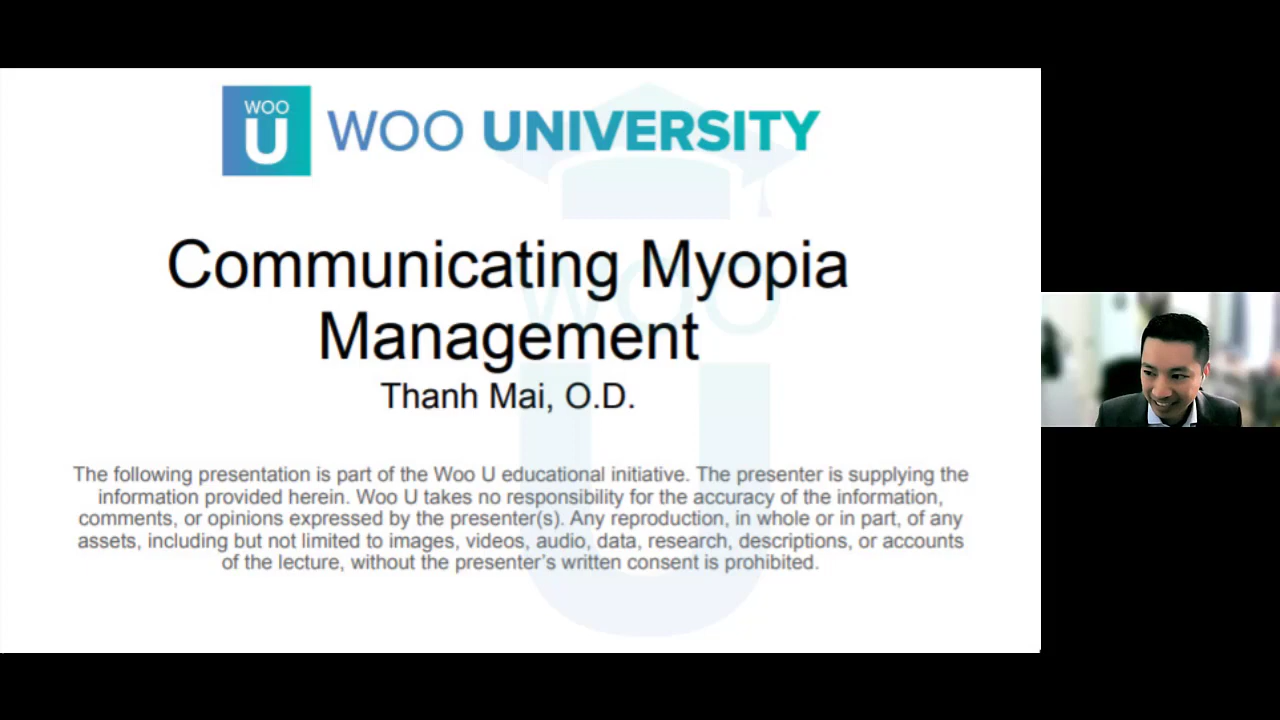 WOO
U
WOO UNIVERSITY
Communicating Myopia
Management
Thanh Mai, O.D.
The following presentation is part of the Woo U educational initiative. The presenter is supplying the
information provided herein. Woo U takes no responsibility for the accuracy of the information,
comments, or opinions expressed by the presenter(s). Any reproduction, in whole or in part, of any
assets, including but not limited to images, videos, audio, data, research, descriptions, or accounts
of the lecture, without the presenter's written consent is prohibited.
WOO
U